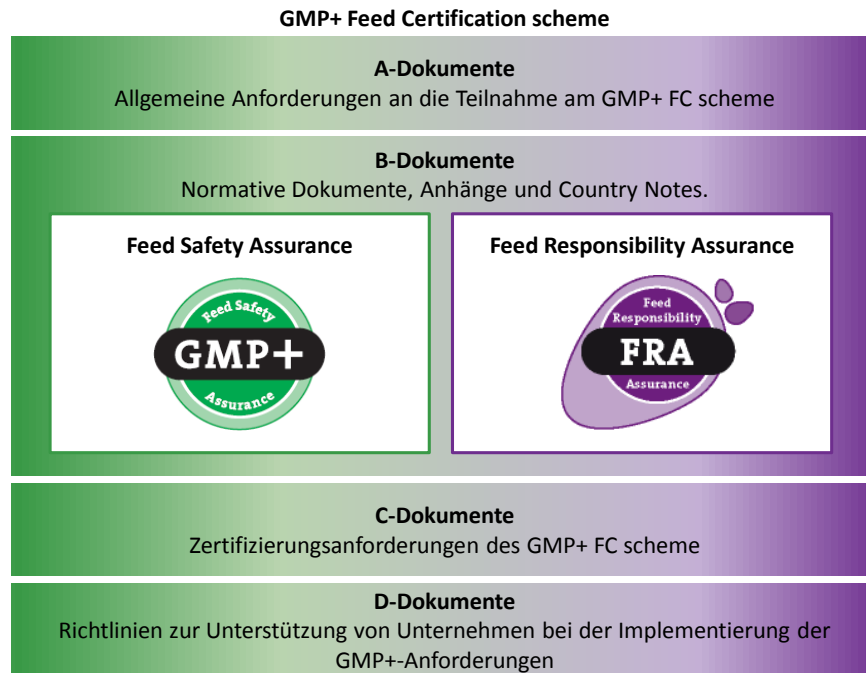 GMP+ Feed Certification scheme
A-Dokumente
Allgemeine Anforderungen an die Teilnahme am GMP+ FC scheme
B-Dokumente
Normative Dokumente, Anhänge und Country Notes.
Feed Safety Assurance
Feed Safety
GMP+
Assurance
Feed Responsibility Assurance
Feed
Responsibility
FRA
Assurance
C-Dokumente
Zertifizierungsanforderungen des GMP+ FC scheme
D-Dokumente
Richtlinien zur Unterstützung von Unternehmen bei der Implementierung der
GMP+-Anforderungen